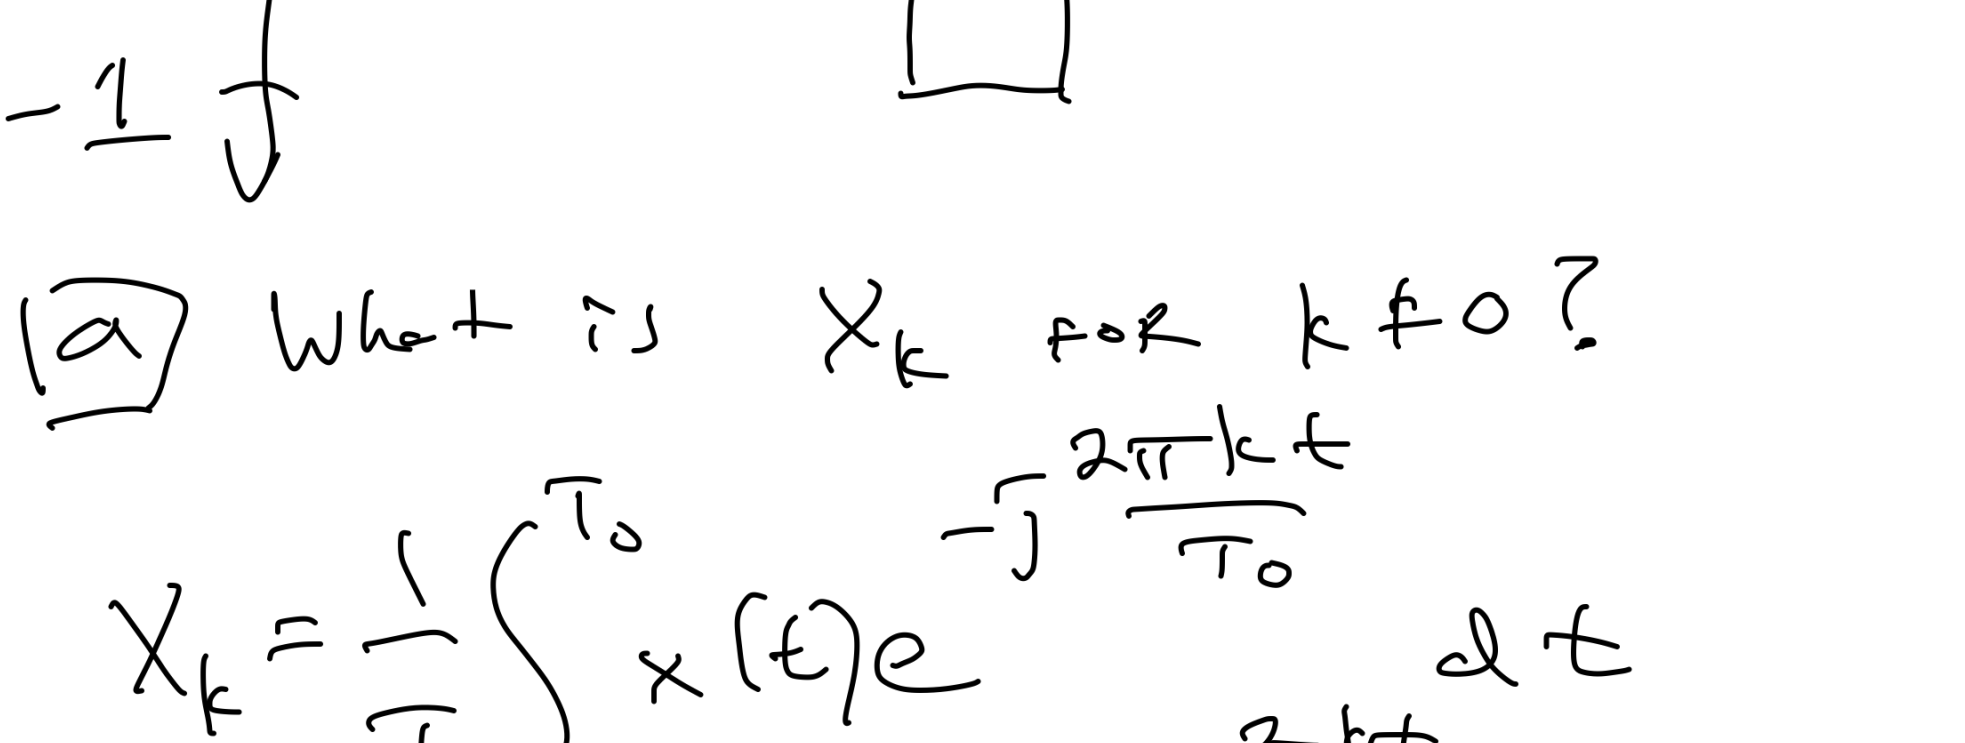 -1
a What is X_k for k ≠ 0?
X_k = 1/T ∫ T_0 x(t)e^{-j 2πkt/T_0} dt